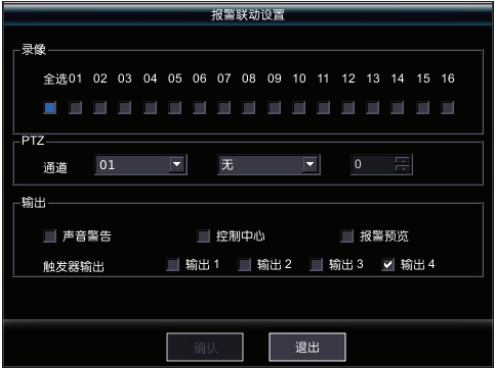 报警联动设置
录像
全选01 02 03 04 05 06 07 08 09 10 11 12 13 14 15 16
PTZ
通道 01 无 0
输出
声音警告 控制中心 报警预览
触发器输出 输出1 输出2 输出3 输出4
确认 退出